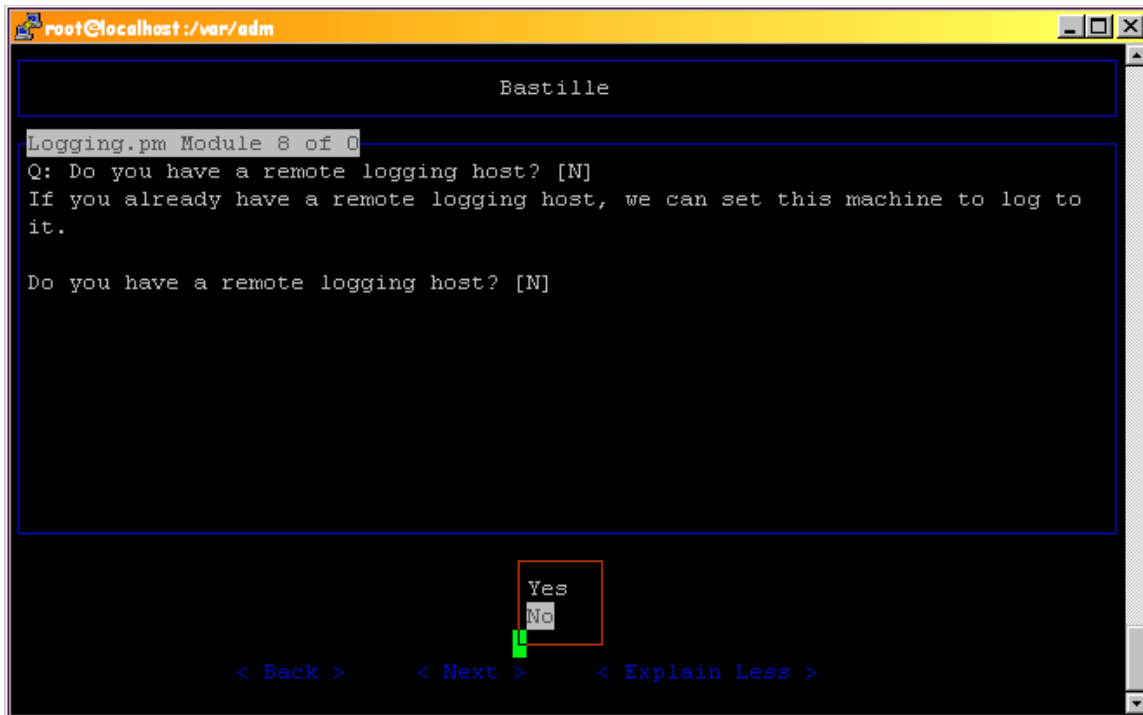 root@localhost:/var/adm
Bastille
Logging.pm Module 8 of 0
Q: Do you have a remote logging host? [N]
If you already have a remote logging host, we can set this machine to log to
it.
Do you have a remote logging host? [N]
Yes
No
< Back > < Next > < Explain Less >